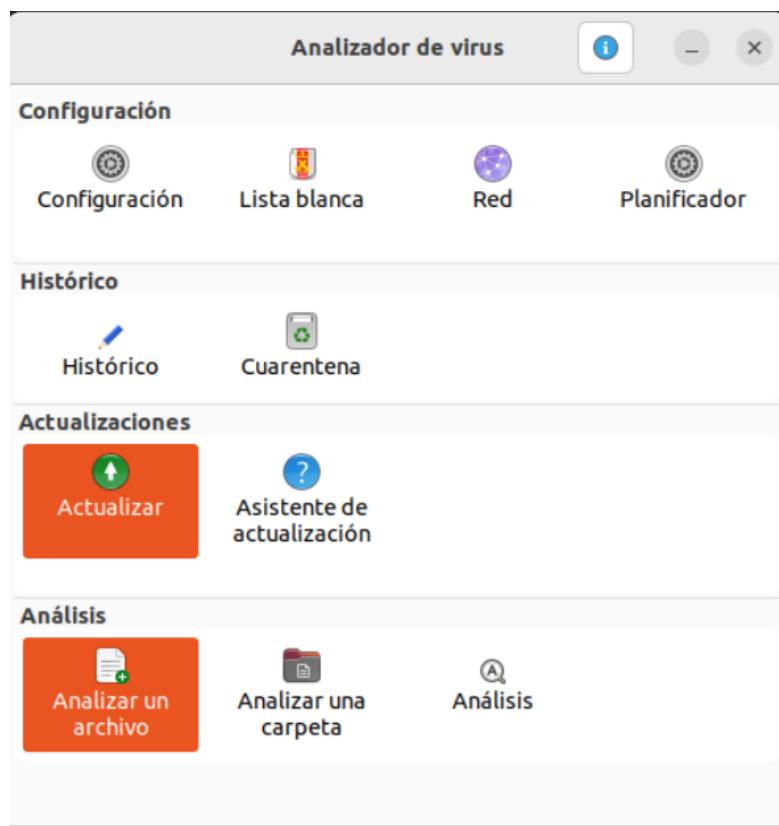 Analizador de virus
Configuración
Configuración
Lista blanca
Red
Planificador
Histórico
Histórico
Cuarentena
Actualizaciones
Actualizar
Asistente de
actualización
Análisis
Analizar un
archivo
Analizar una
carpeta
Análisis